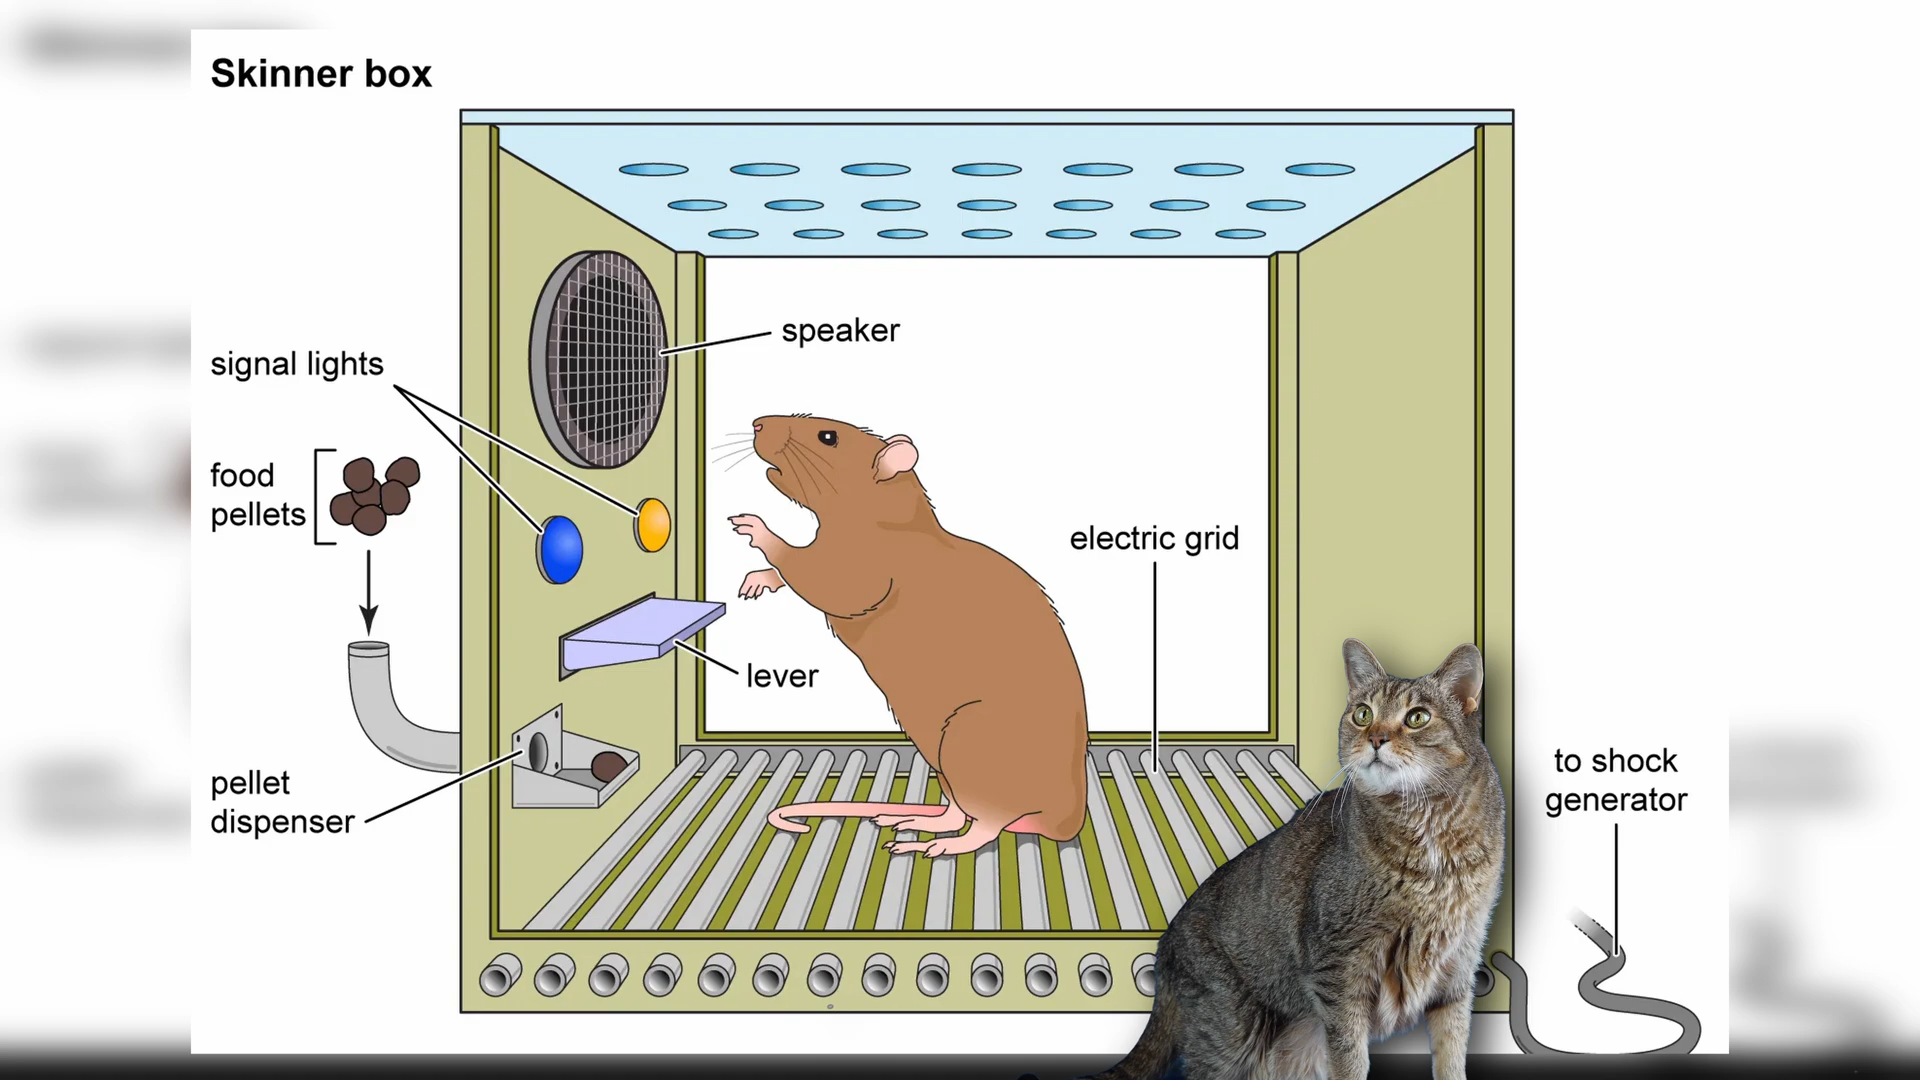 Skinner box
speaker
signal lights
food
pellets
electric grid
lever
pellet
dispenser
to shock
generator